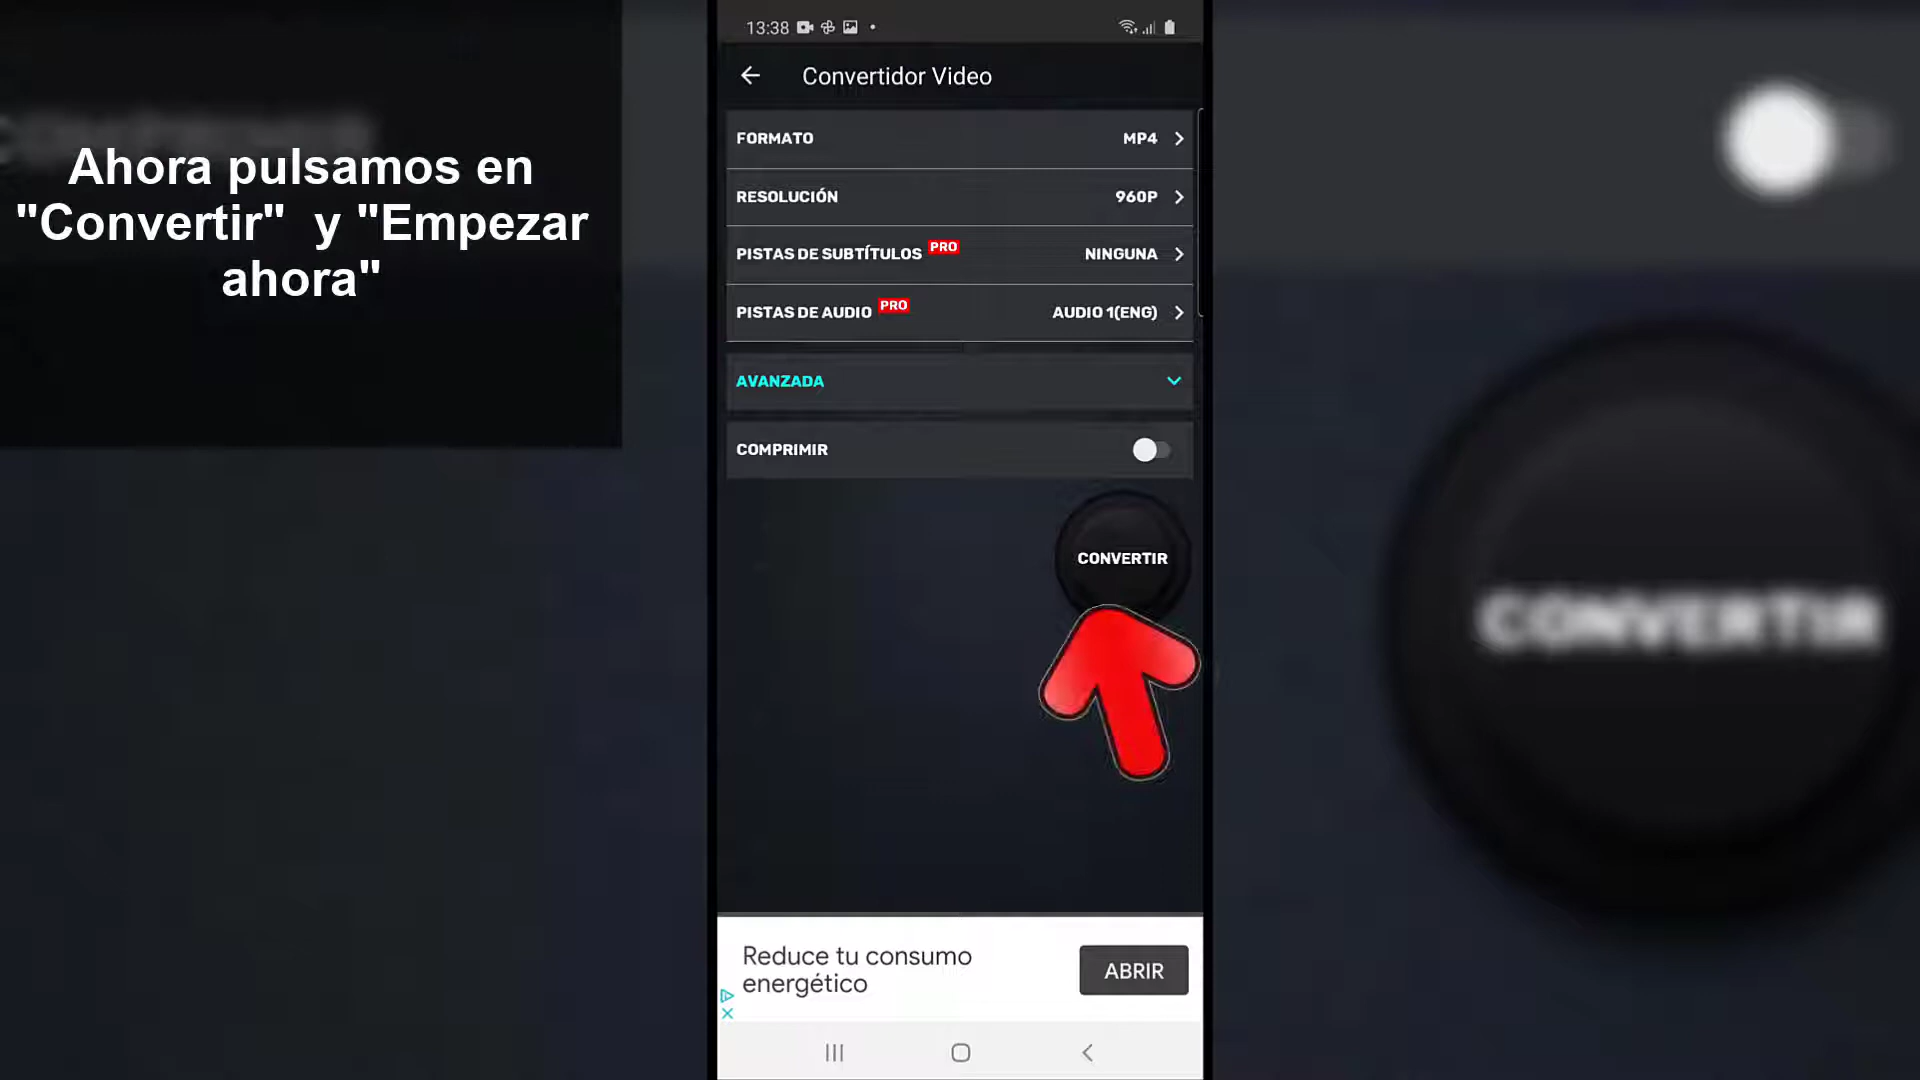 Ahora pulsamos en
"Convertir" y "Empezar
ahora"
13:38
Convertidor Video
FORMATO MP4
RESOLUCIÓN 960P
PISTAS DE SUBTÍTULOS PRO NINGUNA
PISTAS DE AUDIO PRO AUDIO 1(ENG)
AVANZADA
COMPRIMIR
CONVERTIR
CONVERTIR
Reduce tu consumo
energético
ABRIR